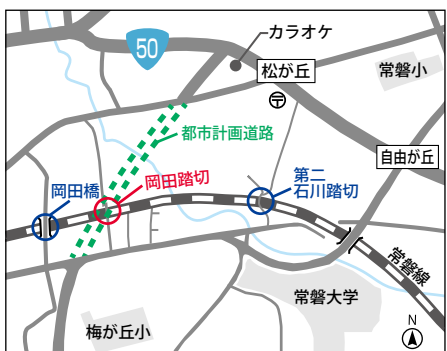 カラオケ
50
松が丘
常磐小
〒
都市計画道路
自由が丘
岡田橋
岡田踏切
第二
石川踏切
常磐線
常磐大学
梅が丘小
N